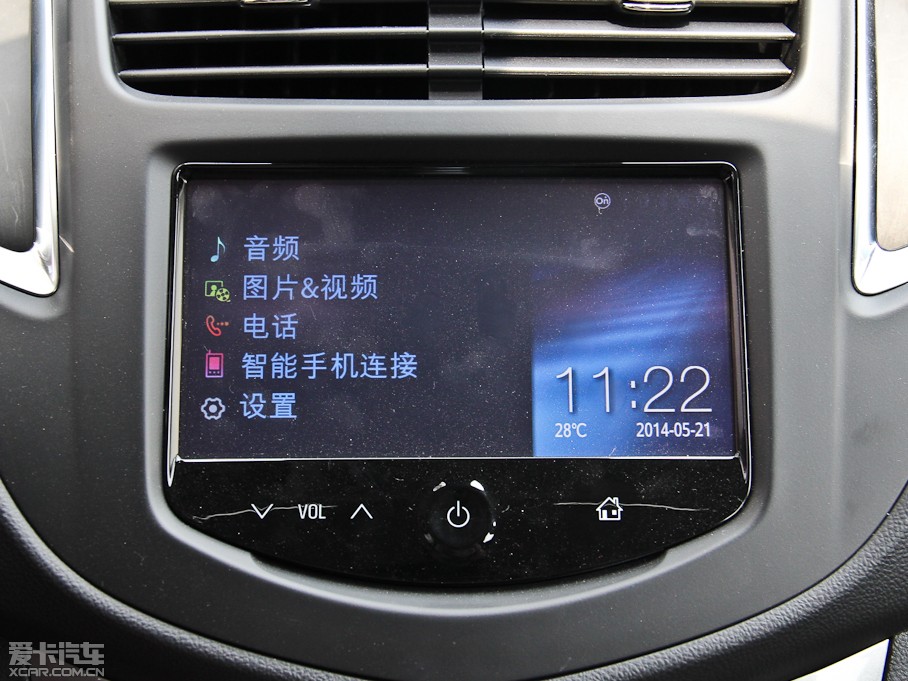 On
音频
图片&视频
电话
智能手机连接
设置
11:22
28℃ 2014-05-21
VOL
爱卡汽车
XCAR.COM.CN